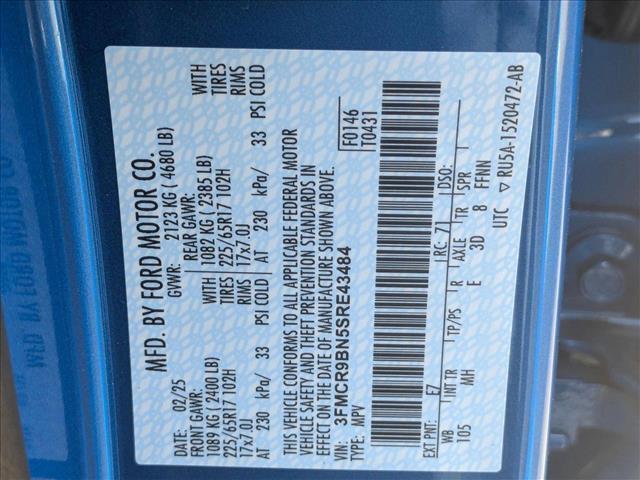 MFD. BY FORD MOTOR CO.
DATE: 02/25 GVWR: 2123 KG ( 4680 LB)
FRONT GAWR: REAR GAWR: WITH
1089 KG ( 2400 LB) 1082 KG ( 2385 LB) TIRES
225/65R17 102H TIRES 225/65R17 102H RIMS
17x7.0J RIMS 17x7.0J
AT 230 kPa/ 33 PSI COLD AT 230 kPa/ 33 PSI COLD
THIS VEHICLE CONFORMS TO ALL APPLICABLE FEDERAL MOTOR
VEHICLE SAFETY AND THEFT PREVENTION STANDARDS IN
EFFECT ON THE DATE OF MANUFACTURE SHOWN ABOVE.
VIN: 3FMCR9BN5SRE43484
TYPE: MPV
F0146
T0431
EXT PNT: E7 RC: 71 DSO:
WB INT TR TP/PS R AXLE TR SPR
105 MH E 3D 8 FFNN
UTC ▽ RU5A-1520472-AB